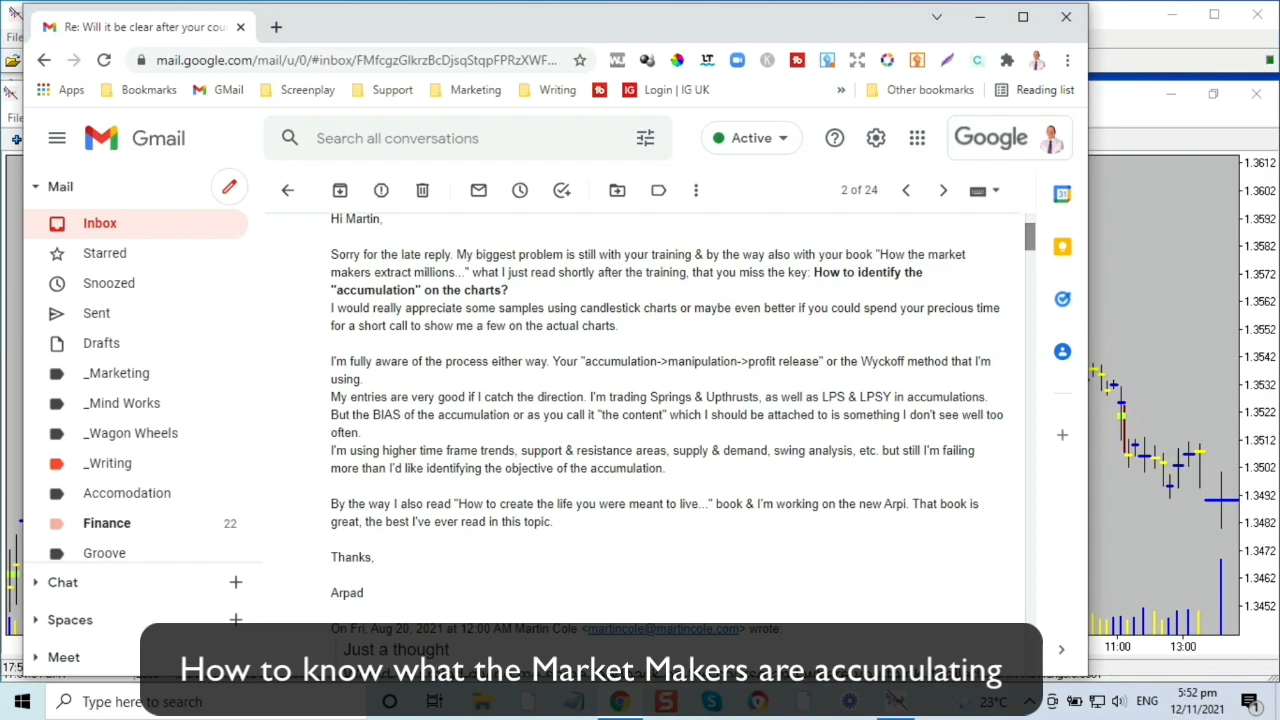 Re: Will it be clear after your cou
mail.google.com/mail/u/0/#inbox/FMfcgzGlkrzBcDjsqStqpFPRzXWF...
Apps
Bookmarks
GMail
Screenplay
Support
Marketing
Writing
Login | IG UK
»
Other bookmarks
Reading list
Gmail
Search all conversations
Active
Google
Mail
2 of 24
Inbox
Starred
Snoozed
Sent
Drafts
_Marketing
_Mind Works
_Wagon Wheels
_Writing
Accomodation
Finance 22
Groove
Chat
Spaces
Meet
Hi Martin,
Sorry for the late reply. My biggest problem is still with your training & by the way also with your book "How the market
makers extract millions..." what I just read shortly after the training, that you miss the key: How to identify the
"accumulation" on the charts?
I would really appreciate some samples using candlestick charts or maybe even better if you could spend your precious time
for a short call to show me a few on the actual charts.
I'm fully aware of the process either way. Your "accumulation->manipulation->profit release" or the Wyckoff method that I'm
using.
My entries are very good if I catch the direction. I'm trading Springs & Upthrusts, as well as LPS & LPSY in accumulations.
But the BIAS of the accumulation or as you call it "the content" which I should be attached to is something I don't see well too
often.
I'm using higher time frame trends, support & resistance areas, supply & demand, swing analysis, etc. but still I'm failing
more than I'd like identifying the objective of the accumulation.
By the way I also read "How to create the life you were meant to live..." book & I'm working on the new Arpi. That book is
great, the best I've ever read in this topic.
Thanks,
Arpad
On Fri, Aug 20, 2021 at 12:00 AM Martin Cole <martincole@martincole.com> wrote:
Just a thought
How to know what the Market Makers are accumulating
1.3612
1.3602
1.3592
1.3582
1.3572
1.3562
1.3552
1.3542
1.3532
1.3522
1.3512
1.3502
1.3492
1.3482
1.3472
1.3462
1.3452
11:00
13:00
Type here to search
23°C
ENG
5:52 pm
12/11/2021